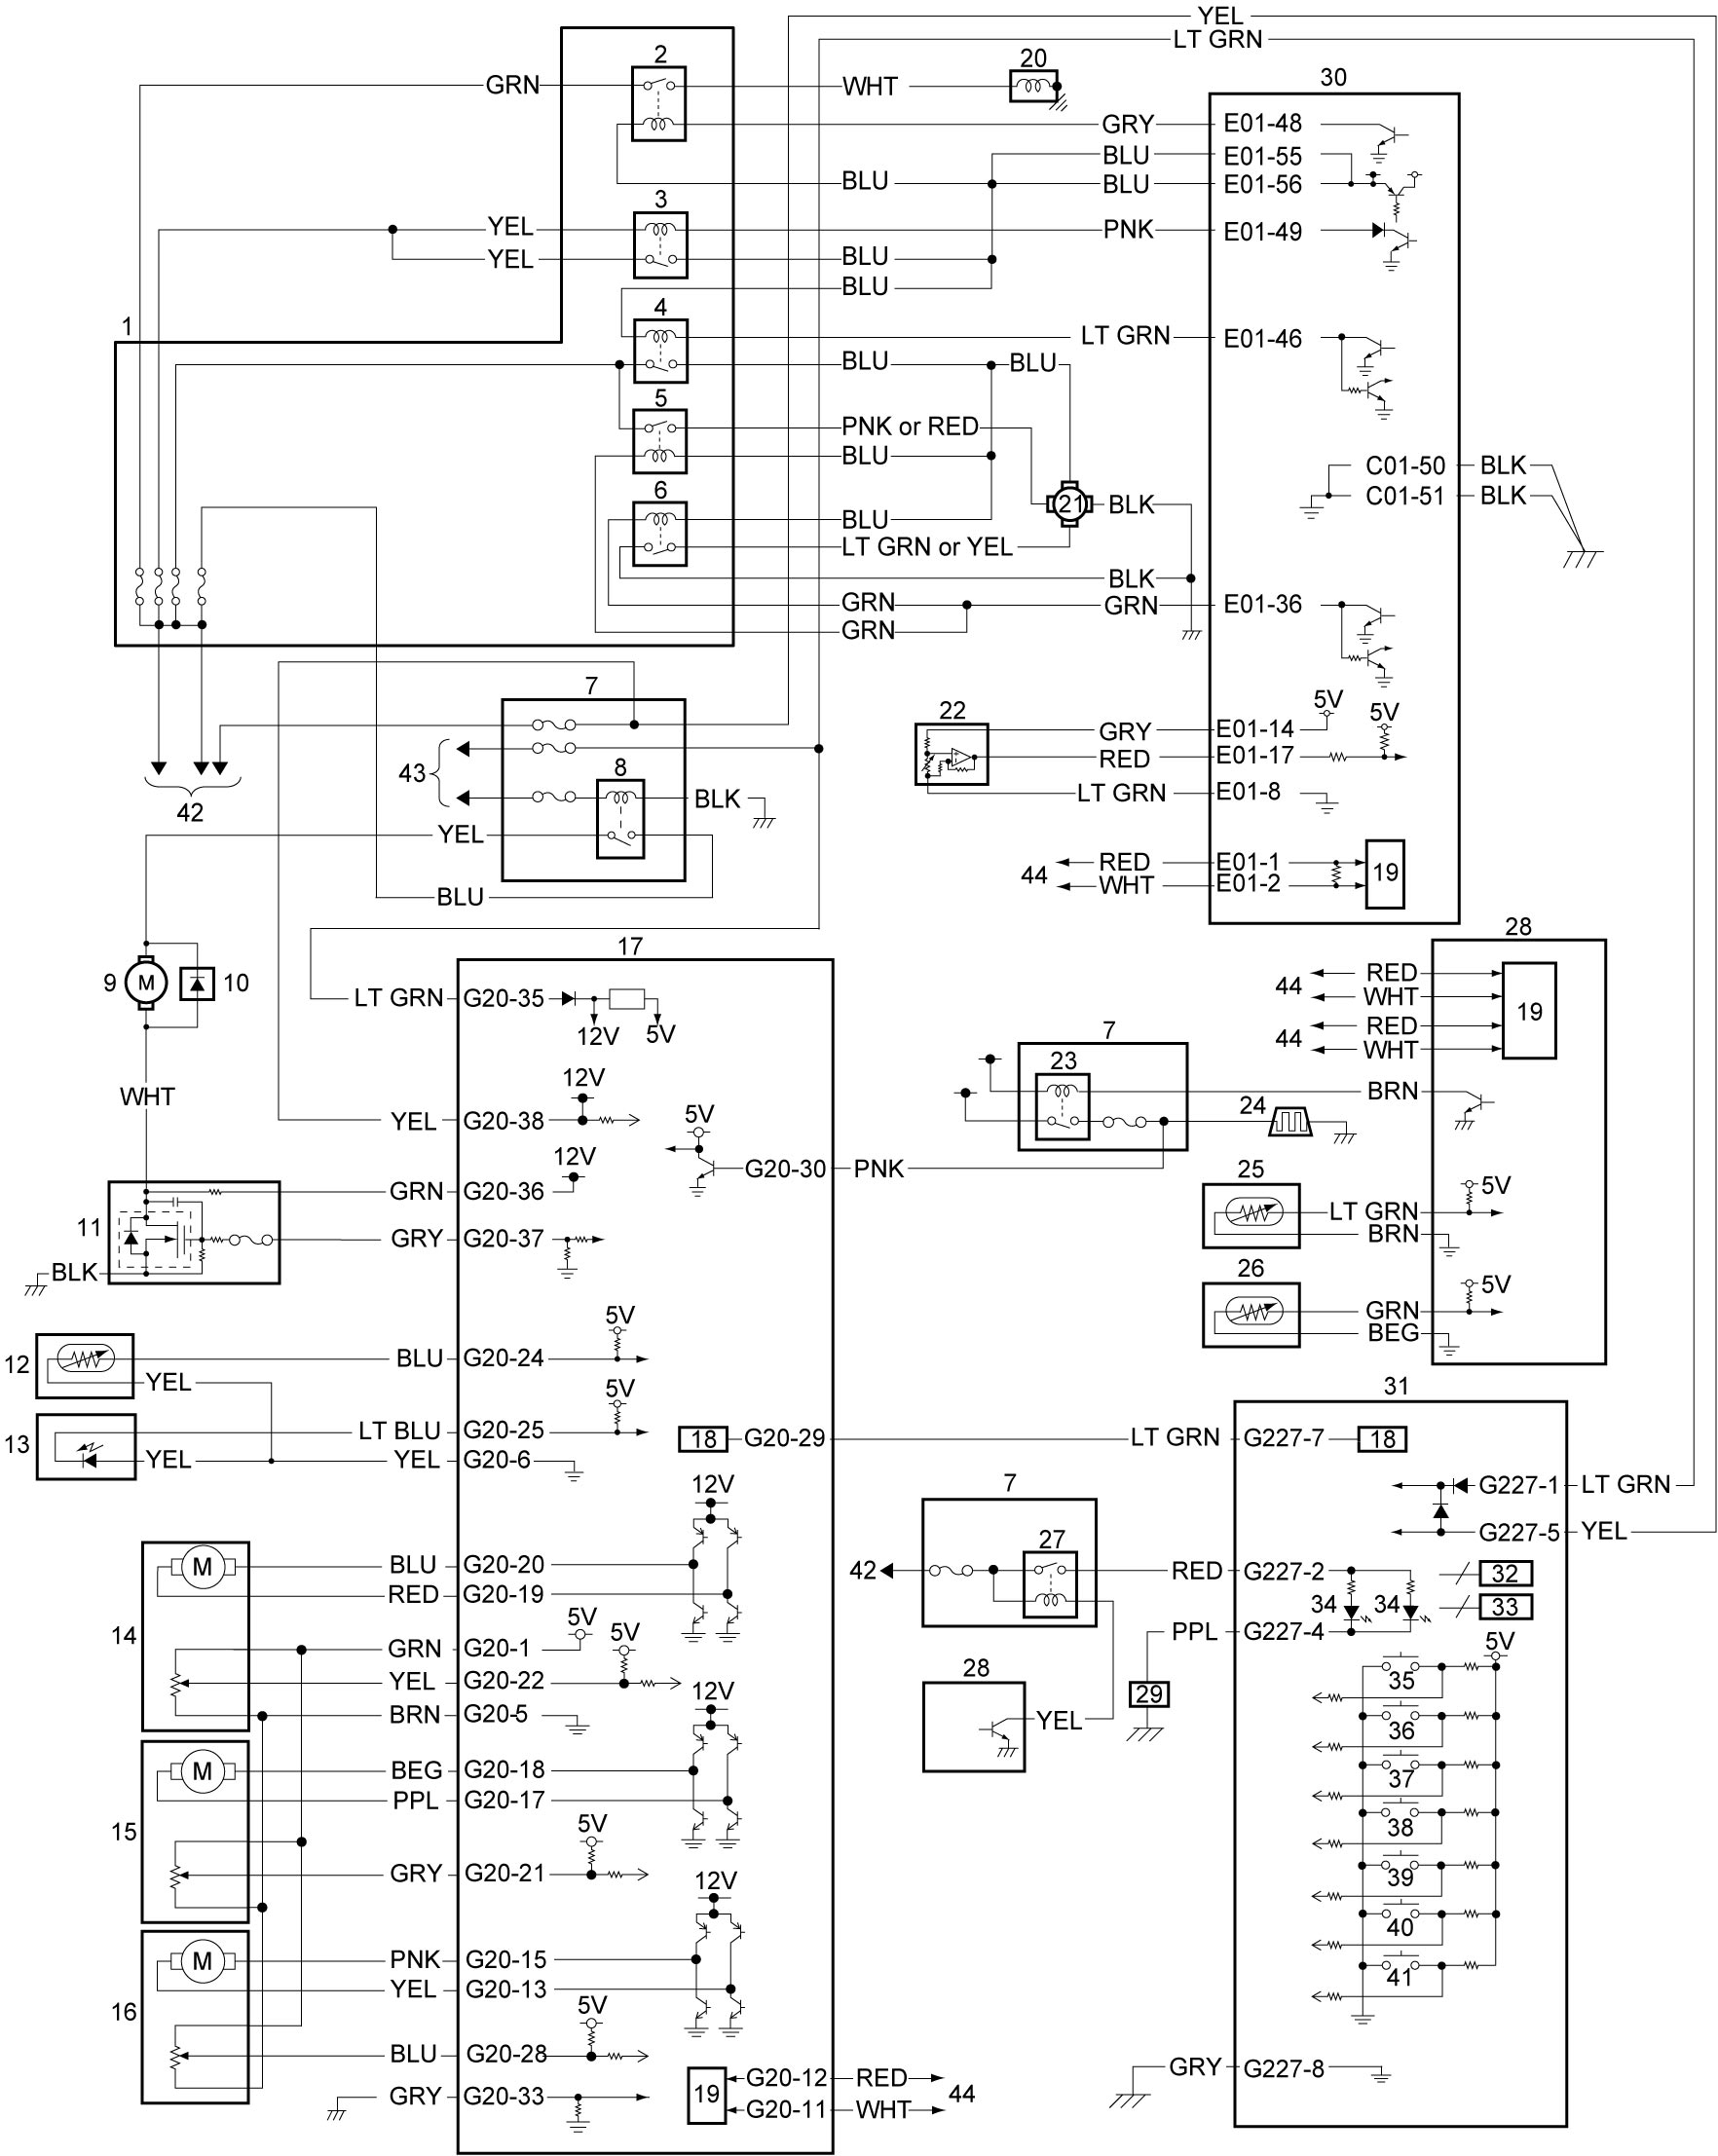 YEL
LT GRN
2
GRN
WHT
20
30
GRY
E01-48
BLU
E01-55
BLU
BLU
E01-56
3
YEL
PNK
E01-49
YEL
BLU
BLU
1
4
LT GRN
E01-46
BLU
BLU
5
PNK or RED
BLU
C01-50
BLK
C01-51
BLK
6
21
BLK
BLU
LT GRN or YEL
BLK
GRN
GRN
E01-36
GRN
7
22
5V
5V
GRY
E01-14
RED
E01-17
43
8
LT GRN
E01-8
BLK
42
YEL
44
RED
E01-1
WHT
E01-2
19
BLU
28
17
9
M
10
LT GRN
G20-35
12V
5V
44
RED
WHT
44
RED
WHT
19
7
23
WHT
12V
YEL
G20-38
5V
BRN
24
12V
G20-30
PNK
GRN
G20-36
25
5V
LT GRN
BRN
11
GRY
G20-37
BLK
26
5V
GRN
BEG
12
5V
BLU
G20-24
YEL
5V
31
13
LT BLU
G20-25
18
G20-29
LT GRN
G227-7
18
YEL
YEL
G20-6
12V
7
G227-1
LT GRN
G227-5
YEL
27
14
M
BLU
G20-20
42
RED
G227-2
32
RED
G20-19
34
34
33
5V
PPL
G227-4
GRN
G20-1
5V
5V
YEL
G20-22
28
35
BRN
G20-5
12V
29
YEL
36
15
M
BEG
G20-18
37
PPL
G20-17
38
5V
GRY
G20-21
12V
39
40
16
M
PNK
G20-15
41
YEL
G20-13
5V
BLU
G20-28
GRY
G227-8
GRY
G20-33
19
G20-12
RED
44
G20-11
WHT